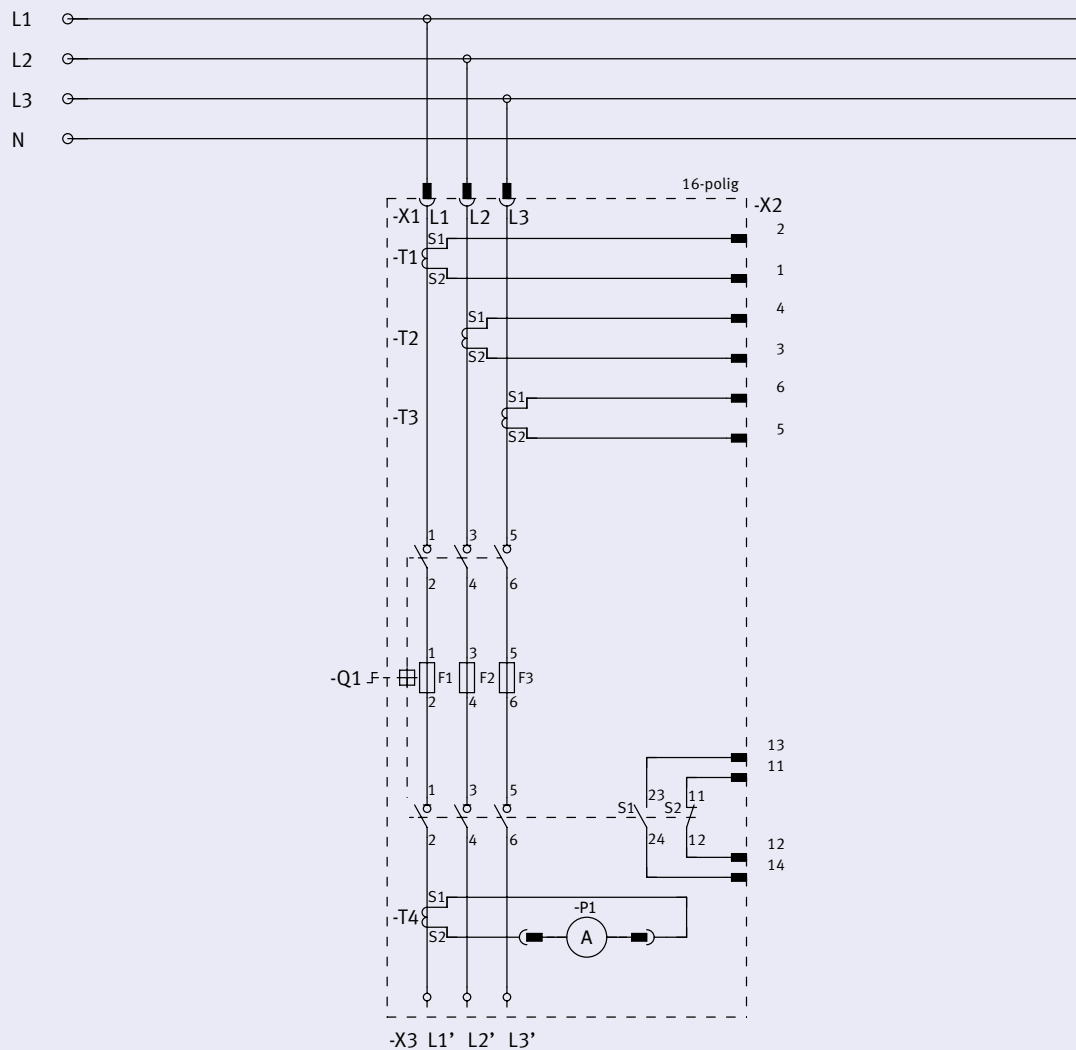 L1
L2
L3
N
16-polig
-X1 L1 L2 L3 -X2
S1 2
-T1
S2 1
S1 4
-T2
S2 3
S1 6
-T3
S2 5
1 3 5
2 4 6
1 3 5
-Q1 F1 F2 F3
2 4 6
13
11
1 3 5 23 11
S1 S2
2 4 6 24 12
12
14
S1
-T4 -P1
S2 A
-X3 L1’ L2’ L3’